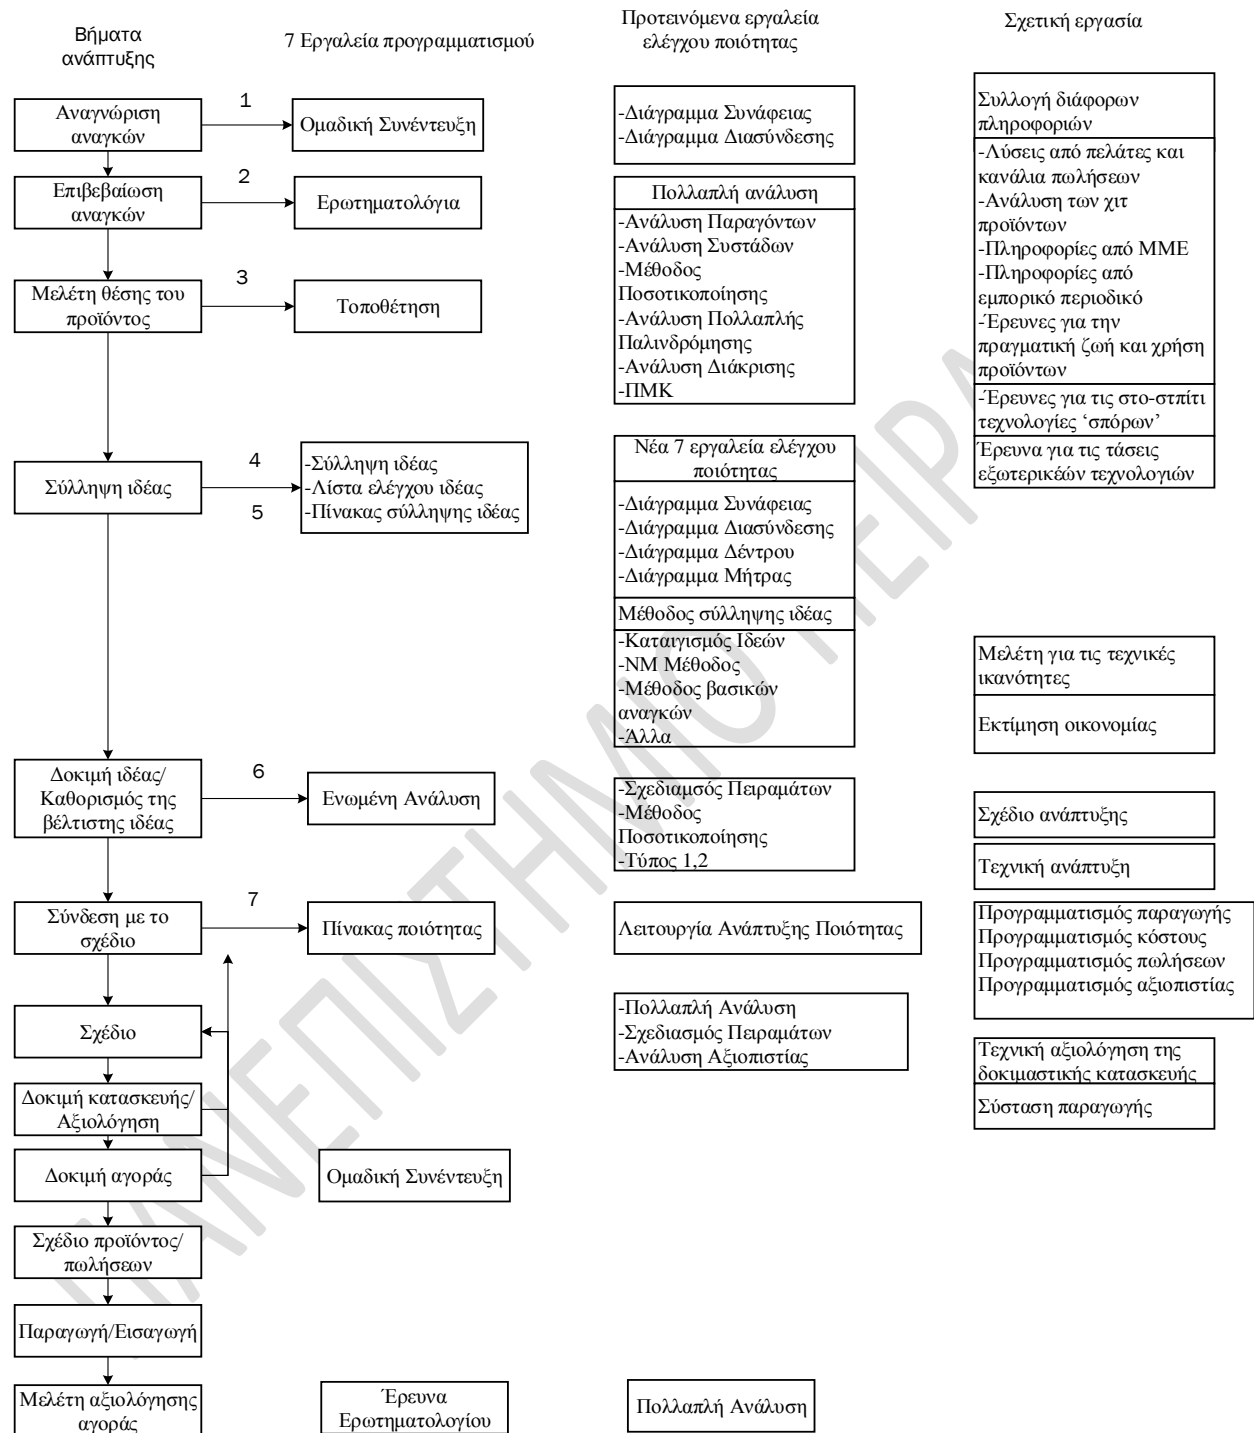 Βήματα
ανάπτυξης
7 Εργαλεία προγραμματισμού
Προτεινόμενα εργαλεία
ελέγχου ποιότητας
Σχετική εργασία
Αναγνώριση
αναγκών
1
Ομαδική Συνέντευξη
-Διάγραμμα Συνάφειας
-Διάγραμμα Διασύνδεσης
Συλλογή διάφορων
πληροφοριών
Επιβεβαίωση
αναγκών
2
Ερωτηματολόγια
Πολλαπλή ανάλυση
-Ανάλυση Παραγόντων
-Ανάλυση Συστάδων
-Μέθοδος
Ποσοτικοποίησης
-Ανάλυση Πολλαπλής
Παλινδρόμησης
-Ανάλυση Διάκρισης
-ΠΜΚ
-Λύσεις από πελάτες και
κανάλια πωλήσεων
-Ανάλυση των χιτ
προϊόντων
-Πληροφορίες από ΜΜΕ
-Πληροφορίες από
εμπορικό περιοδικό
-Έρευνες για την
πραγματική ζωή και χρήση
προϊόντων
Μελέτη θέσης του
προϊόντος
3
Τοποθέτηση
-Έρευνες για τις στο-στπίτι
τεχνολογίες ‘σπόρων’
Έρευνα για τις τάσεις
εξωτερικέών τεχνολογιών
Σύλληψη ιδέας
4
5
-Σύλληψη ιδέας
-Λίστα ελέγχου ιδέας
-Πίνακας σύλληψης ιδέας
Νέα 7 εργαλεία ελέγχου
ποιότητας
-Διάγραμμα Συνάφειας
-Διάγραμμα Διασύνδεσης
-Διάγραμμα Δέντρου
-Διάγραμμα Μήτρας
Μέθοδος σύλληψης ιδέας
-Καταιγισμός Ιδεών
-ΝΜ Μέθοδος
-Μέθοδος βασικών
αναγκών
-Άλλα
Μελέτη για τις τεχνικές
ικανότητες
Εκτίμηση οικονομίας
Δοκιμή ιδέας/
Καθορισμός της
βέλτιστης ιδέας
6
Ενωμένη Ανάλυση
-Σχεδιαμσός Πειραμάτων
-Μέθοδος
Ποσοτικοποίησης
-Τύπος 1,2
Σχέδιο ανάπτυξης
Τεχνική ανάπτυξη
Σύνδεση με το
σχέδιο
7
Πίνακας ποιότητας
Λειτουργία Ανάπτυξης Ποιότητας
Προγραμματισμός παραγωγής
Προγραμματισμός κόστους
Προγραμματισμός πωλήσεων
Προγραμματισμός αξιοπιστίας
Σχέδιο
-Πολλαπλή Ανάλυση
-Σχεδιασμός Πειραμάτων
-Ανάλυση Αξιοπιστίας
Τεχνική αξιολόγηση της
δοκιμαστικής κατασκευής
Σύσταση παραγωγής
Δοκιμή κατασκευής/
Αξιολόγηση
Δοκιμή αγοράς
Ομαδική Συνέντευξη
Σχέδιο προϊόντος/
πωλήσεων
Παραγωγή/Εισαγωγή
Μελέτη αξιολόγησης
αγοράς
Έρευνα
Ερωτηματολογίου
Πολλαπλή Ανάλυση
ΠΑΝΕΠΙΣΤΗΜΙΟ ΠΕΙΡΑ